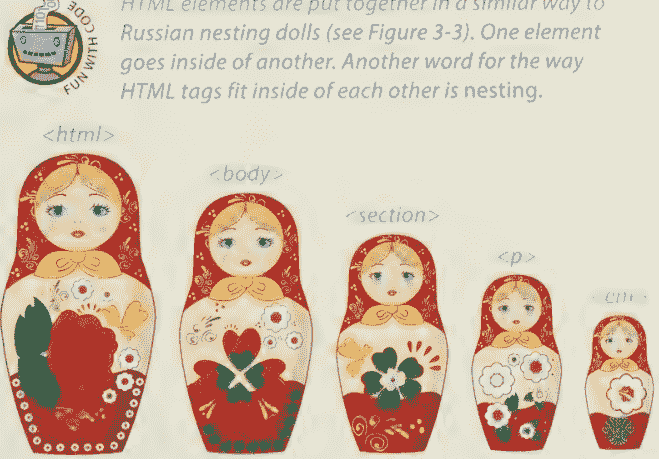 HTML elements are put together in a similar way to
Russian nesting dolls (see Figure 3-3). One element
goes inside of another. Another word for the way
HTML tags fit inside of each other is nesting.
FUN WITH CODE
<html>
<body>
<section>
<p>